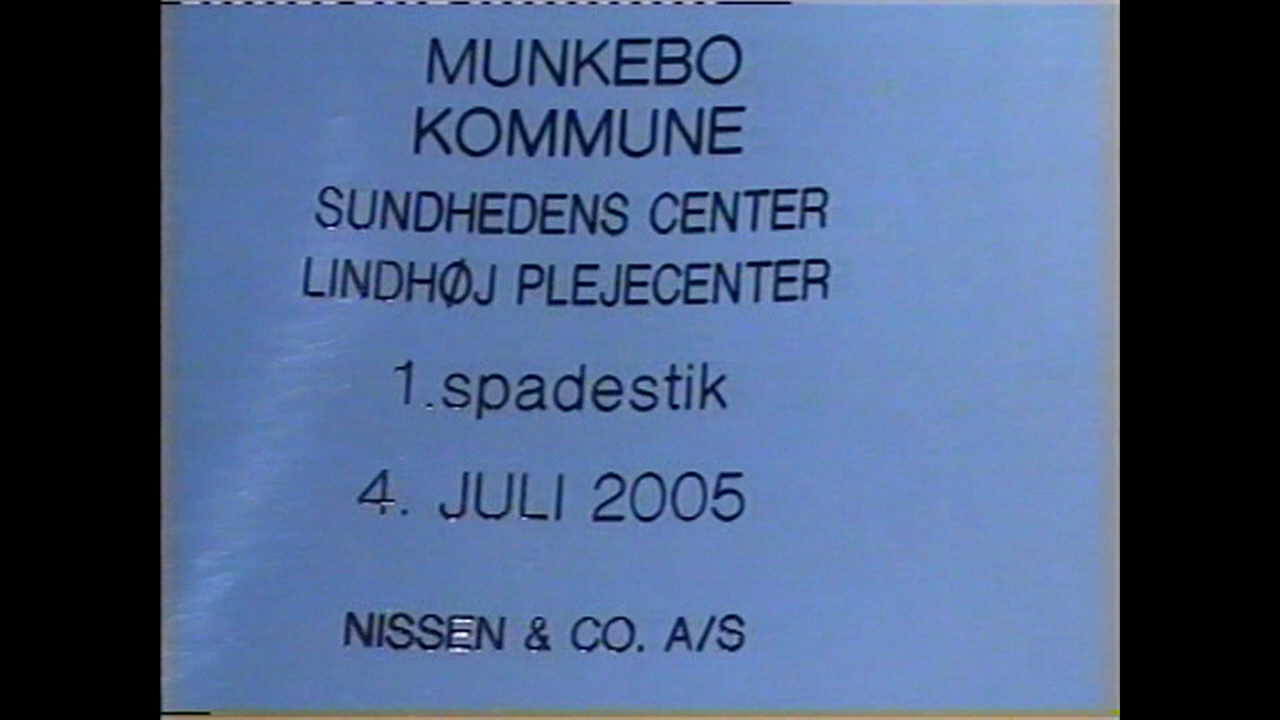 MUNKEBO
KOMMUNE
SUNDHEDENS CENTER
LINDHØJ PLEJECENTER
1.spadestik
4. JULI 2005
NISSEN & CO. A/S